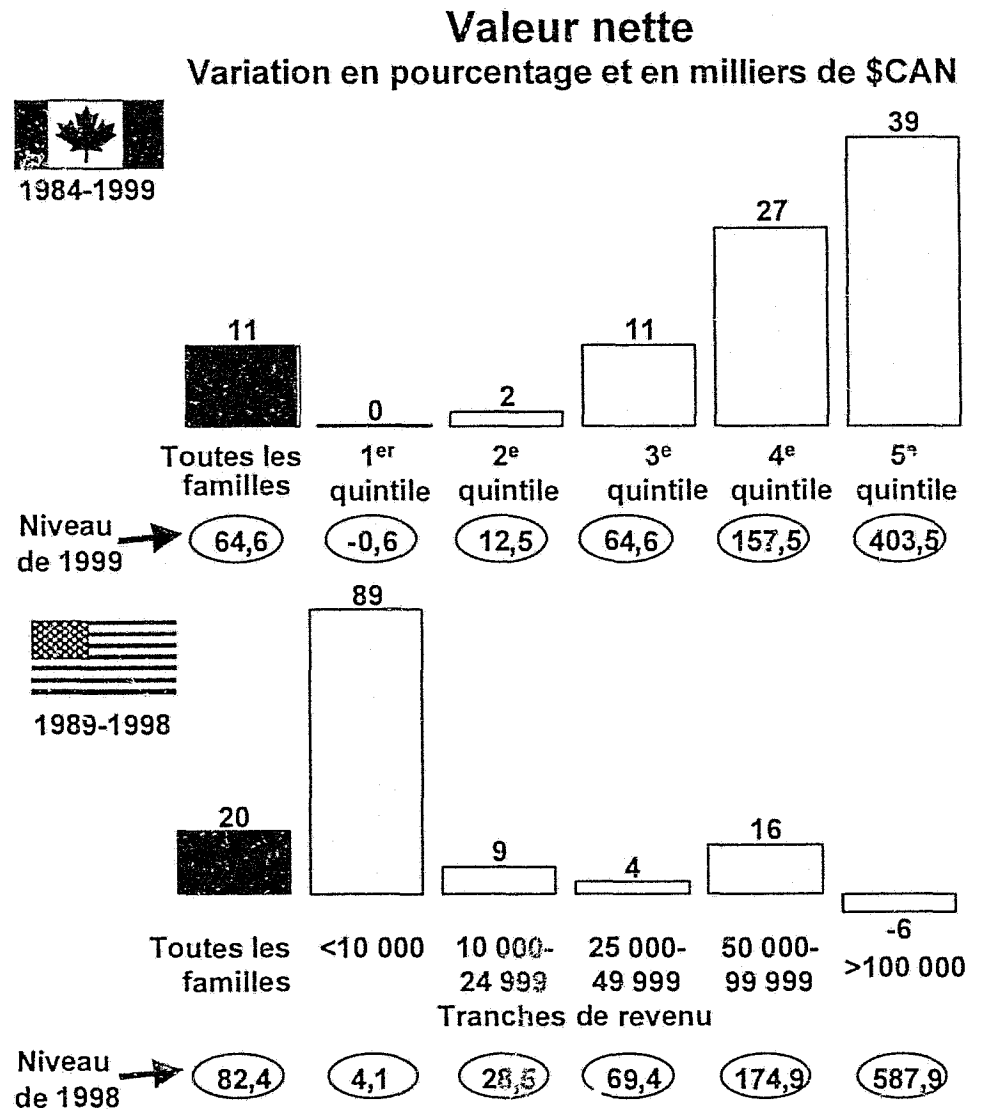 Valeur nette
Variation en pourcentage et en milliers de $CAN
1984-1999
11
0
2
11
27
39
Toutes les familles
1er quintile
2e quintile
3e quintile
4e quintile
5e quintile
Niveau de 1999
64,6
-0,6
12,5
64,6
157,5
403,5
1989-1998
20
89
9
4
16
-6
Toutes les familles
<10 000
10 000-
24 999
25 000-
49 999
50 000-
99 999
>100 000
Tranches de revenu
Niveau de 1998
82,4
4,1
69,4
174,9
587,9